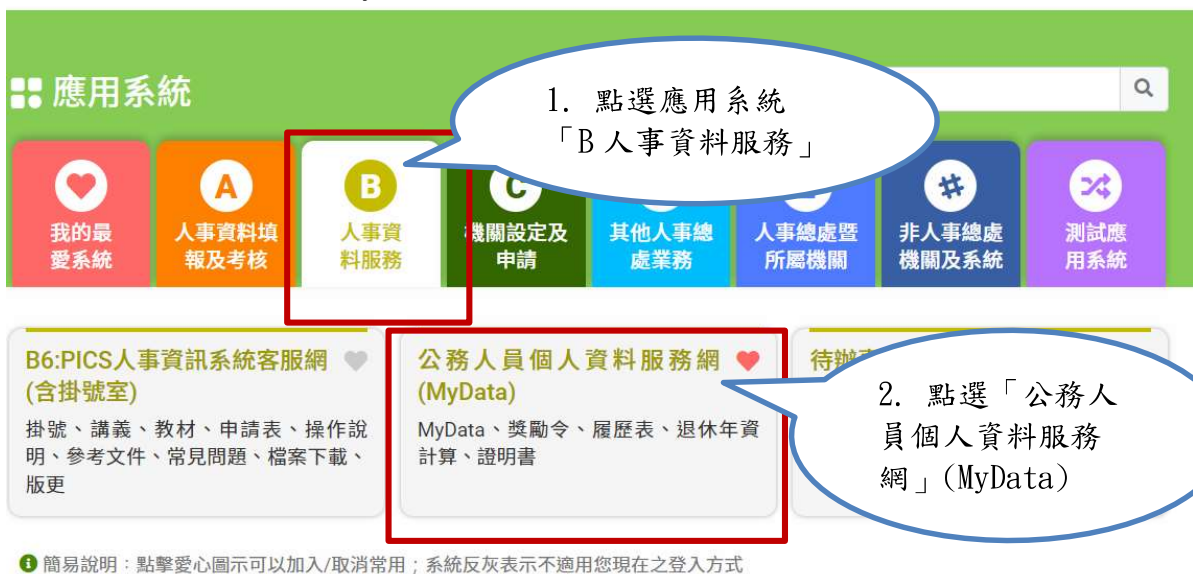 應用系統
1. 點選應用系統
「B 人事資料服務」
我的最
愛系統
A
人事資料填
報及考核
B
人事資
料服務
C
機關設定及
申請
其他人事總
處業務
人事總處暨
所屬機關
#
非人事總處
機關及系統
測試應
用系統
B6:PICS人事資訊系統客服網
(含掛號室)
掛號、講義、教材、申請表、操作說
明、參考文件、常見問題、檔案下載、
版更
公務人員個人資料服務網
(MyData)
MyData、獎勵令、履歷表、退休年資
計算、證明書
待辦
2. 點選「公務人
員個人資料服務
網」(MyData)
簡易說明：點擊愛心圖示可以加入/取消常用；系統反灰表示不適用您現在之登入方式